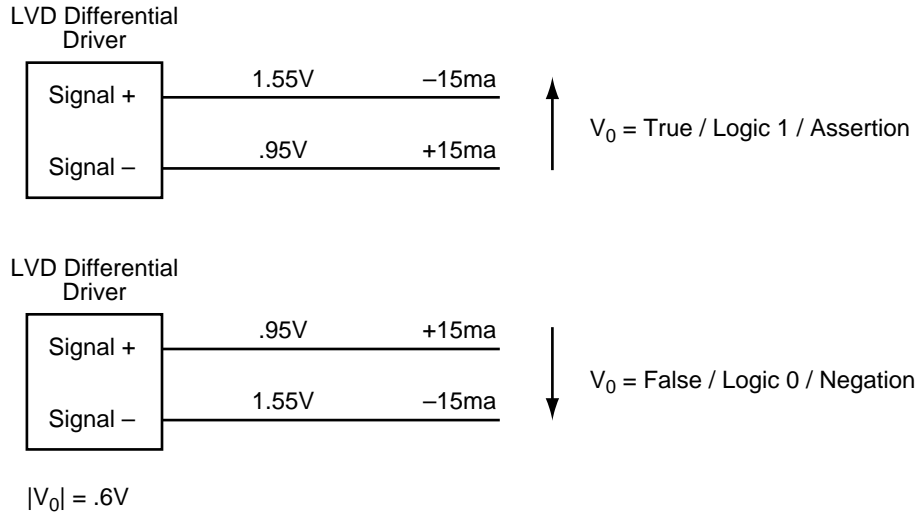 LVD Differential
Driver
Signal +
1.55V
–15ma
Signal –
.95V
+15ma
V0 = True / Logic 1 / Assertion
LVD Differential
Driver
Signal +
.95V
+15ma
Signal –
1.55V
–15ma
V0 = False / Logic 0 / Negation
|V0| = .6V